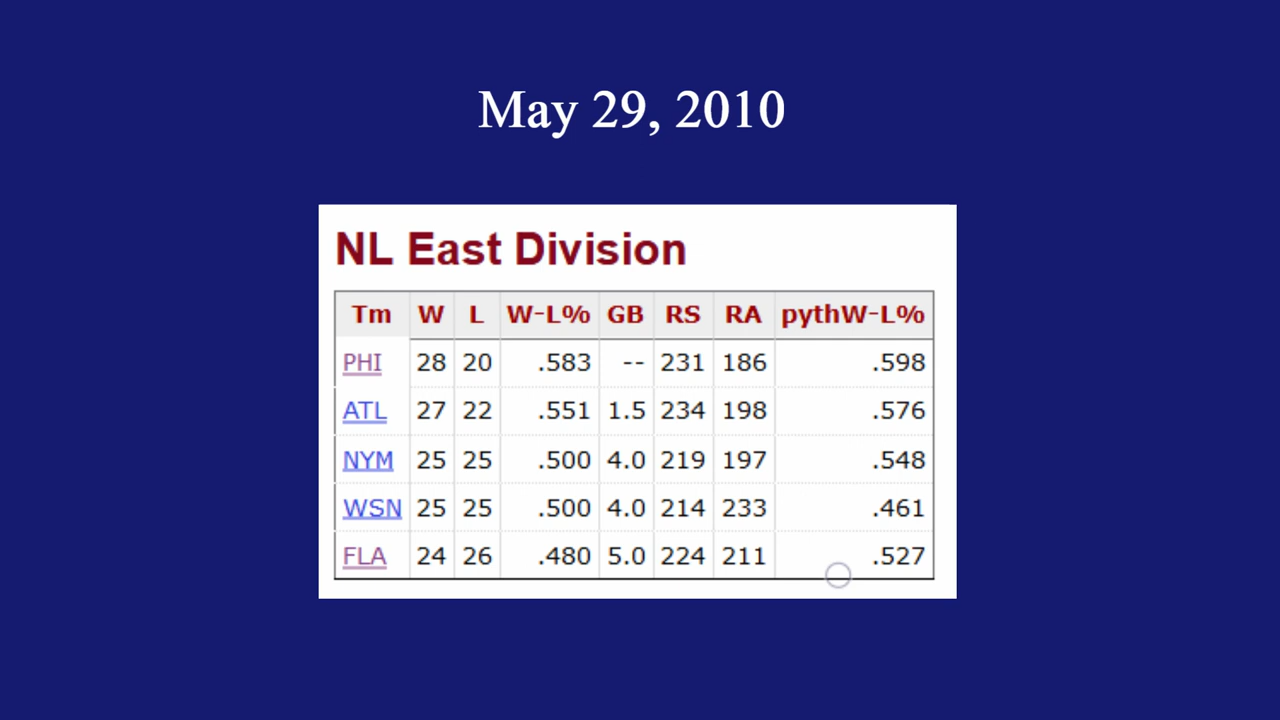 May 29, 2010
NL East Division
Tm W L W-L% GB RS RA pythW-L%
PHI 28 20 .583 -- 231 186 .598
ATL 27 22 .551 1.5 234 198 .576
NYM 25 25 .500 4.0 219 197 .548
WSN 25 25 .500 4.0 214 233 .461
FLA 24 26 .480 5.0 224 211 .527